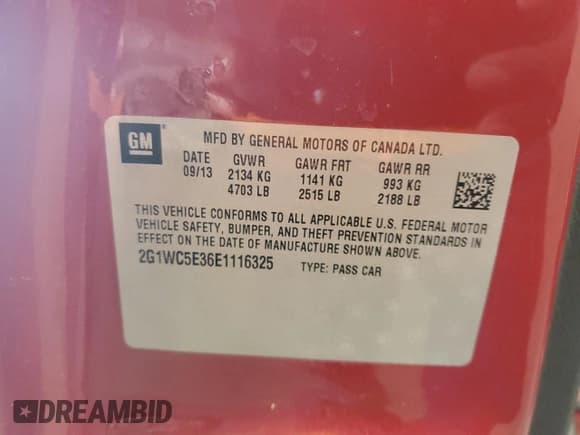 GM
MFD BY GENERAL MOTORS OF CANADA LTD.
DATE GVWR GAWR FRT GAWR RR
09/13 2134 KG 1141 KG 993 KG
4703 LB 2515 LB 2188 LB
THIS VEHICLE CONFORMS TO ALL APPLICABLE U.S. FEDERAL MOTOR
VEHICLE SAFETY, BUMPER, AND THEFT PREVENTION STANDARDS IN
EFFECT ON THE DATE OF MANUFACTURE SHOWN ABOVE.
2G1WC5E36E1116325 TYPE: PASS CAR
DREAMBID